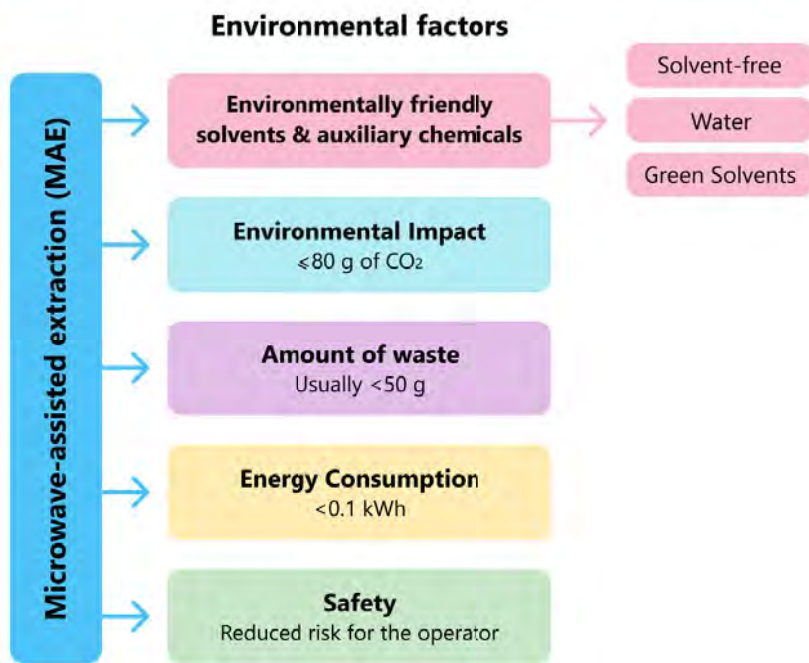 Environmental factors
Microwave-assisted extraction (MAE)
Environmentally friendly
solvents & auxiliary chemicals
Solvent-free
Water
Green Solvents
Environmental Impact
⩽80 g of CO₂
Amount of waste
Usually <50 g
Energy Consumption
<0.1 kWh
Safety
Reduced risk for the operator